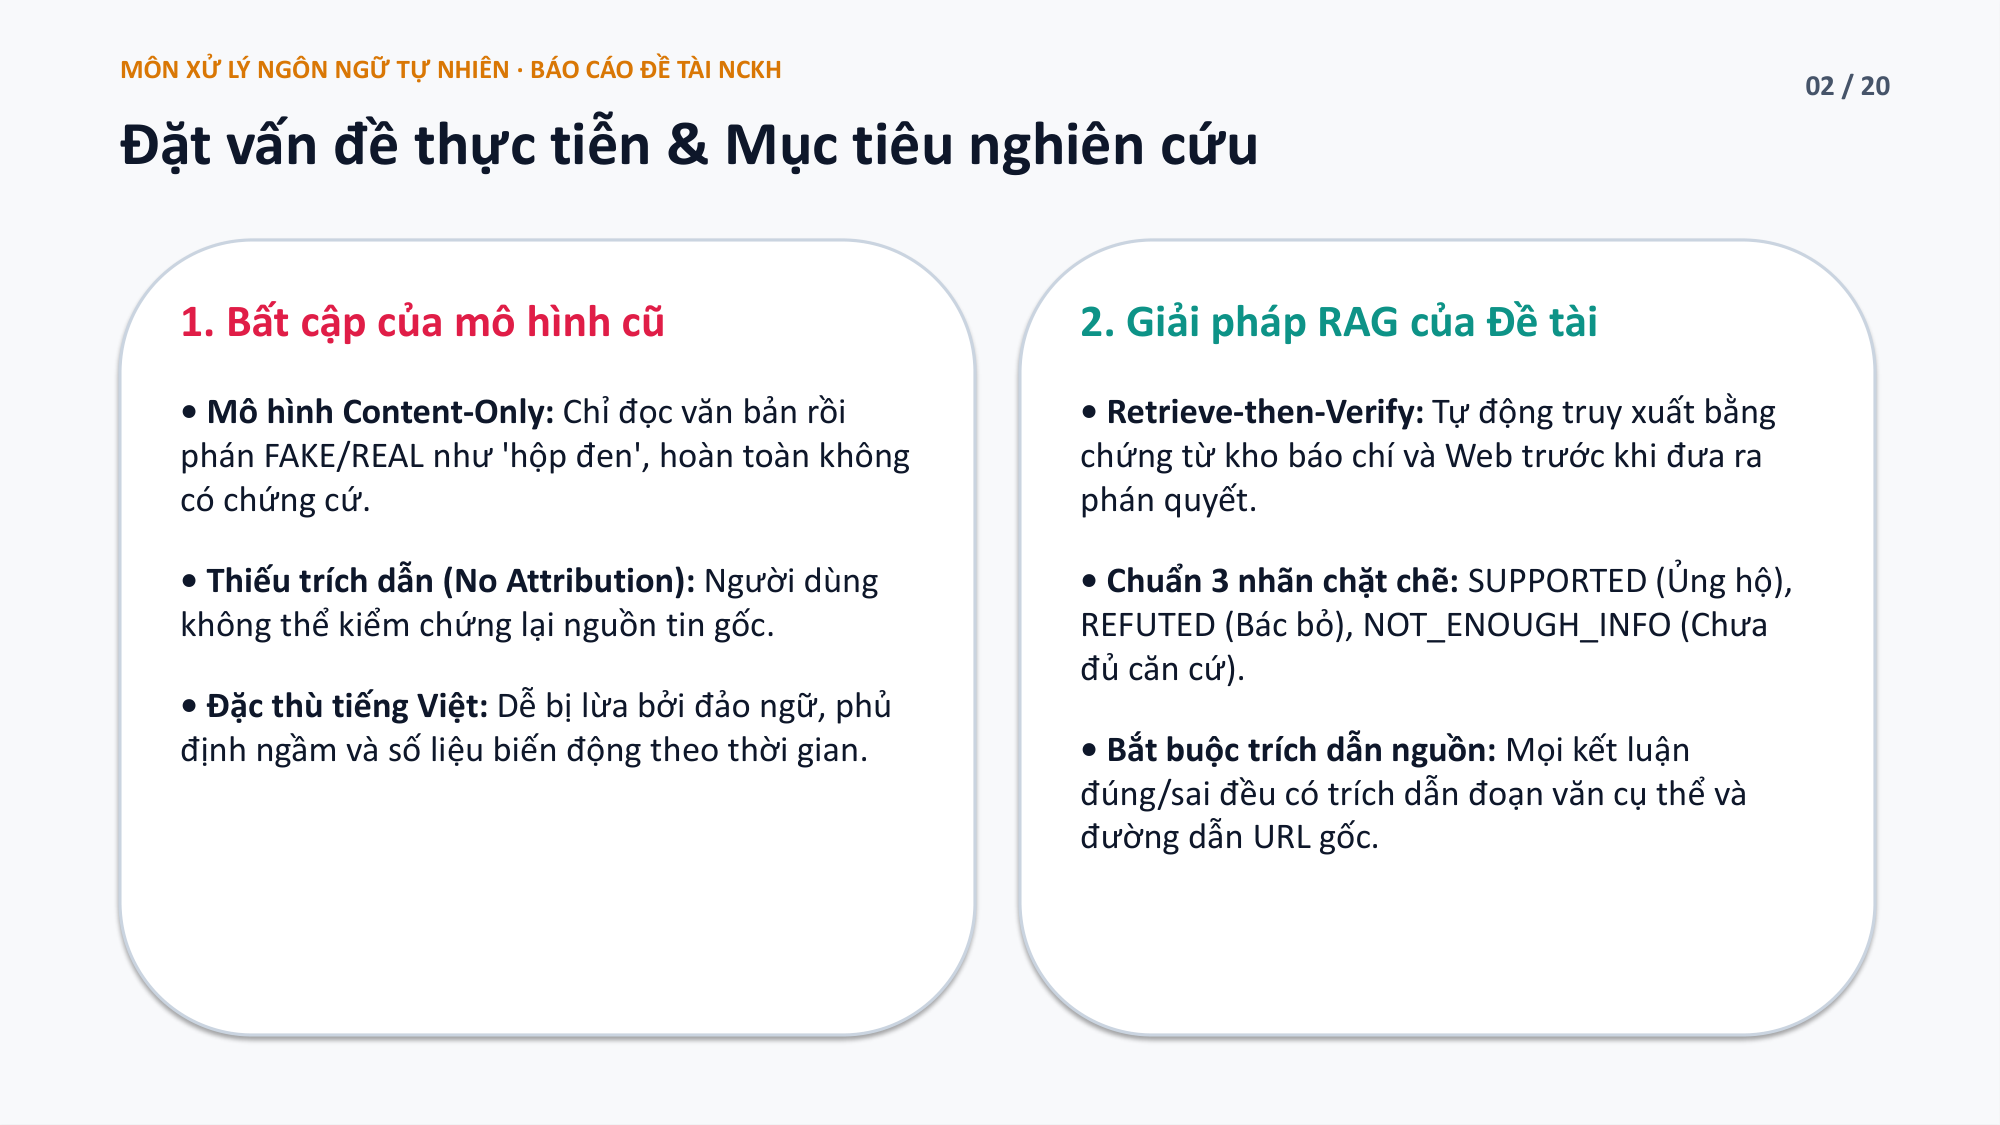 MÔN XỬ LÝ NGÔN NGỮ TỰ NHIÊN · BÁO CÁO ĐỀ TÀI NCKH
02 / 20
Đặt vấn đề thực tiễn & Mục tiêu nghiên cứu
1. Bất cập của mô hình cũ
• Mô hình Content-Only: Chỉ đọc văn bản rồi
phán FAKE/REAL như 'hộp đen', hoàn toàn không
có chứng cứ.
• Thiếu trích dẫn (No Attribution): Người dùng
không thể kiểm chứng lại nguồn tin gốc.
• Đặc thù tiếng Việt: Dễ bị lừa bởi đảo ngữ, phủ
định ngầm và số liệu biến động theo thời gian.
2. Giải pháp RAG của Đề tài
• Retrieve-then-Verify: Tự động truy xuất bằng
chứng từ kho báo chí và Web trước khi đưa ra
phán quyết.
• Chuẩn 3 nhãn chặt chẽ: SUPPORTED (Ủng hộ),
REFUTED (Bác bỏ), NOT_ENOUGH_INFO (Chưa
đủ căn cứ).
• Bắt buộc trích dẫn nguồn: Mọi kết luận
đúng/sai đều có trích dẫn đoạn văn cụ thể và
đường dẫn URL gốc.